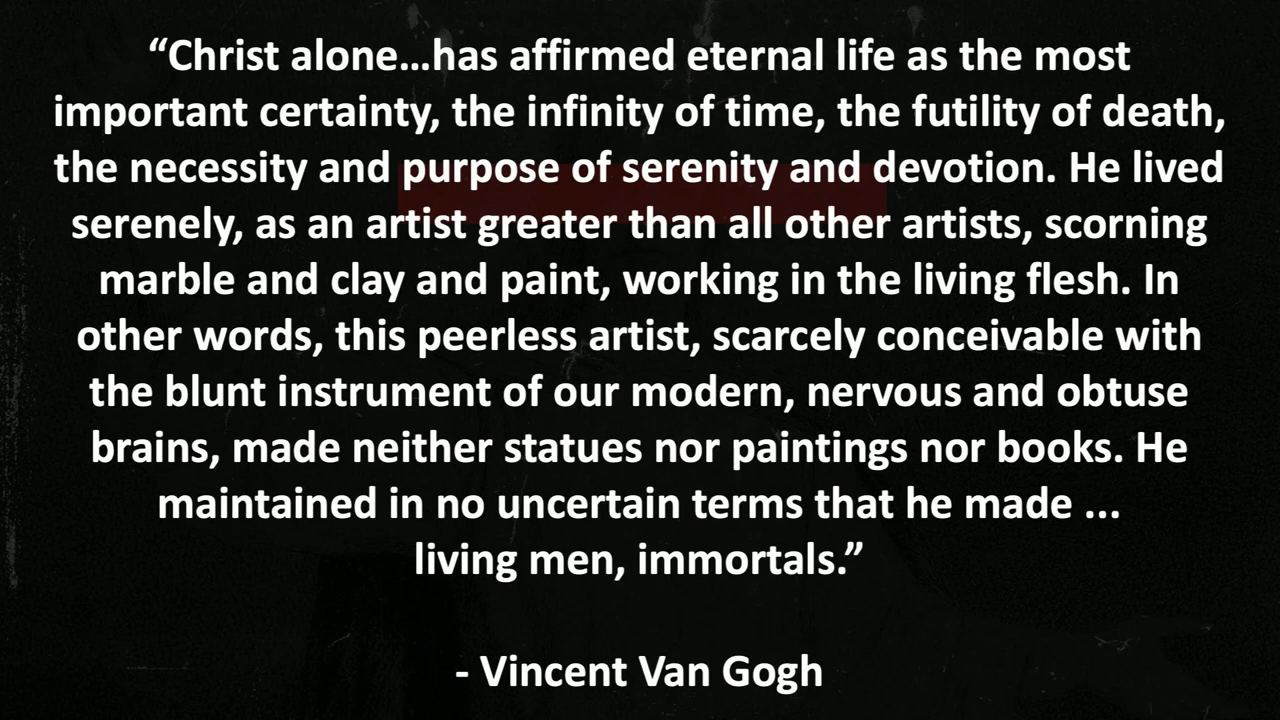 “Christ alone...has affirmed eternal life as the most
important certainty, the infinity of time, the futility of death,
the necessity and purpose of serenity and devotion. He lived
serenely, as an artist greater than all other artists, scorning
marble and clay and paint, working in the living flesh. In
other words, this peerless artist, scarcely conceivable with
the blunt instrument of our modern, nervous and obtuse
brains, made neither statues nor paintings nor books. He
maintained in no uncertain terms that he made ...
living men, immortals.”
- Vincent Van Gogh